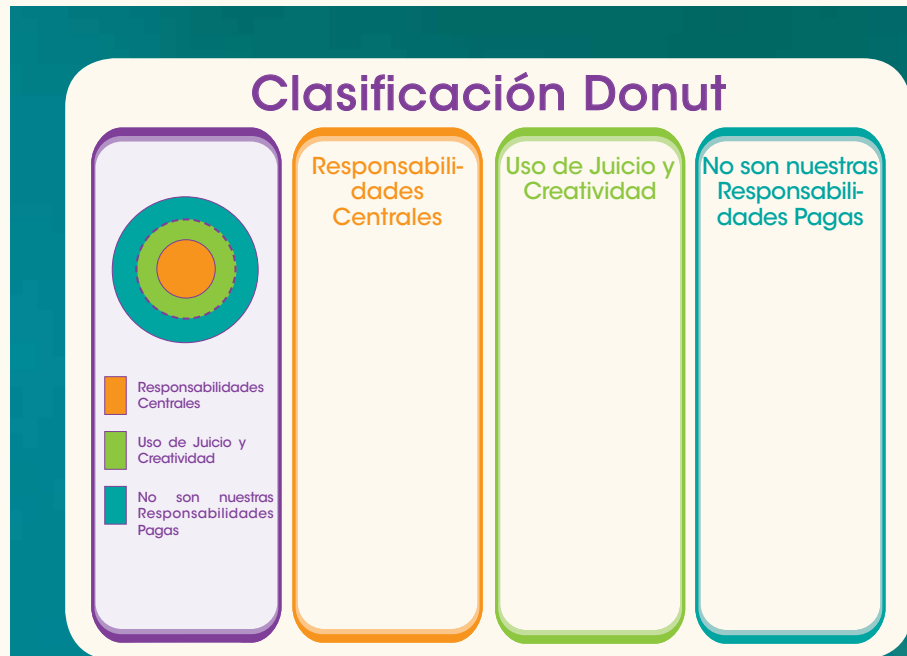 Clasificación Donut
Responsabilidades
Centrales
Uso de Juicio y
Creatividad
No son nuestras
Responsabilidades
Pagas
Responsabili-
dades
Centrales
Uso de Juicio y
Creatividad
No son nuestras
Responsabili-
dades Pagas